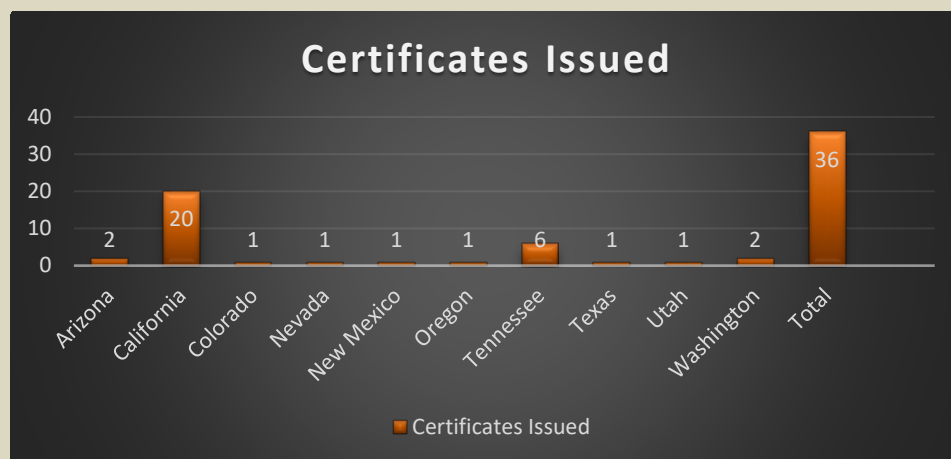 Certificates Issued
40
30
20
10
0
2
20
1
1
1
1
6
1
1
2
36
Arizona
California
Colorado
Nevada
New Mexico
Oregon
Tennessee
Texas
Utah
Washington
Total
Certificates Issued